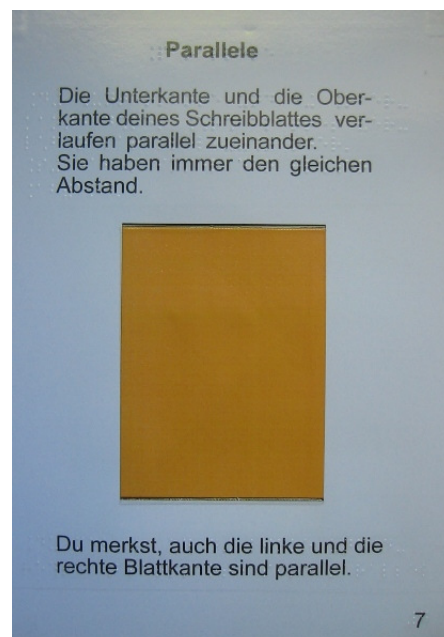 Parallele
Die Unterkante und die Ober-
kante deines Schreibblattes ver-
laufen parallel zueinander.
Sie haben immer den gleichen
Abstand.
Du merkst, auch die linke und die
rechte Blattkante sind parallel.
7